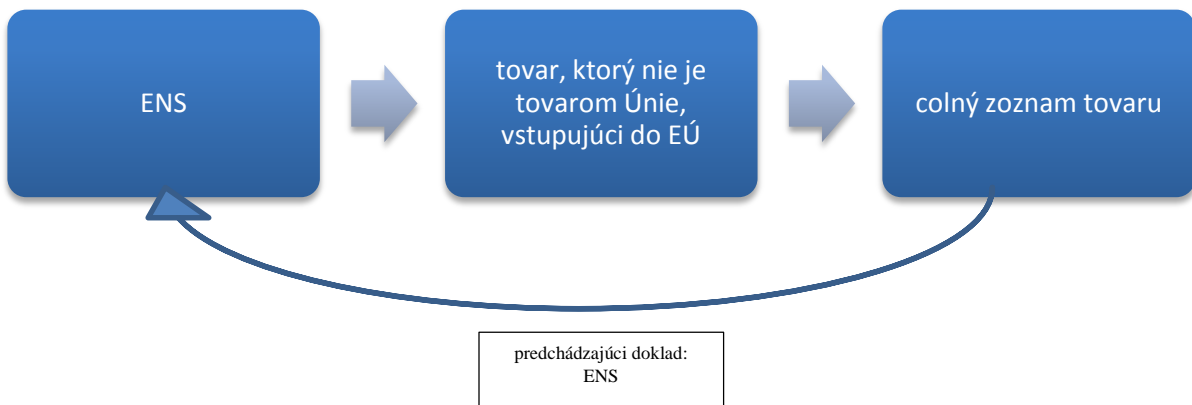 ENS
tovar, ktorý nie je
tovarom Únie,
vstupujúci do EÚ
colný zoznam tovaru
predchádzajúci doklad:
ENS